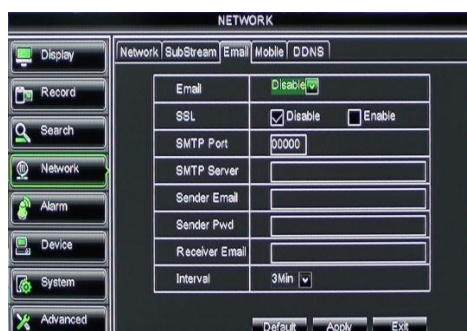 NETWORK
Display
Record
Search
Network
Alarm
Device
System
Advanced
Network SubStream Email Mobile DDNS
Email Disable
SSL Disable Enable
SMTP Port 00000
SMTP Server
Sender Email
Sender Pwd
Receiver Email
Interval 3Min
Default Apply Exit